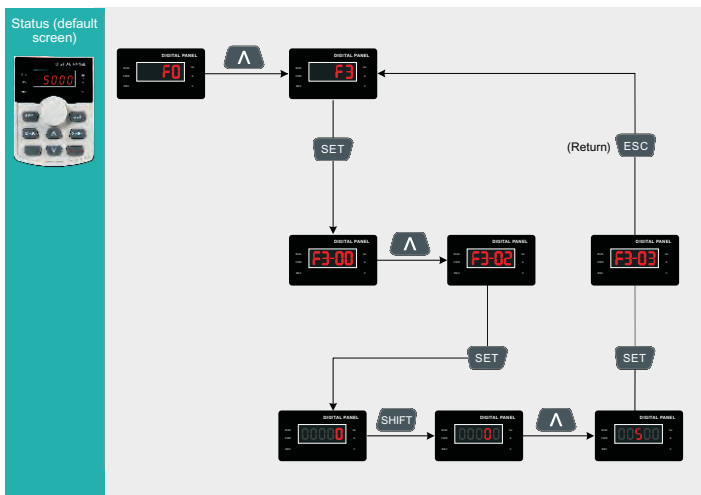 Status (default
screen)
50.00
DIGITAL PANEL
F0
DIGITAL PANEL
F3
SET
(Return) ESC
DIGITAL PANEL
F3-00
DIGITAL PANEL
F3-02
DIGITAL PANEL
F3-03
SET
SET
DIGITAL PANEL
00000
SHIFT
DIGITAL PANEL
00000
DIGITAL PANEL
00500